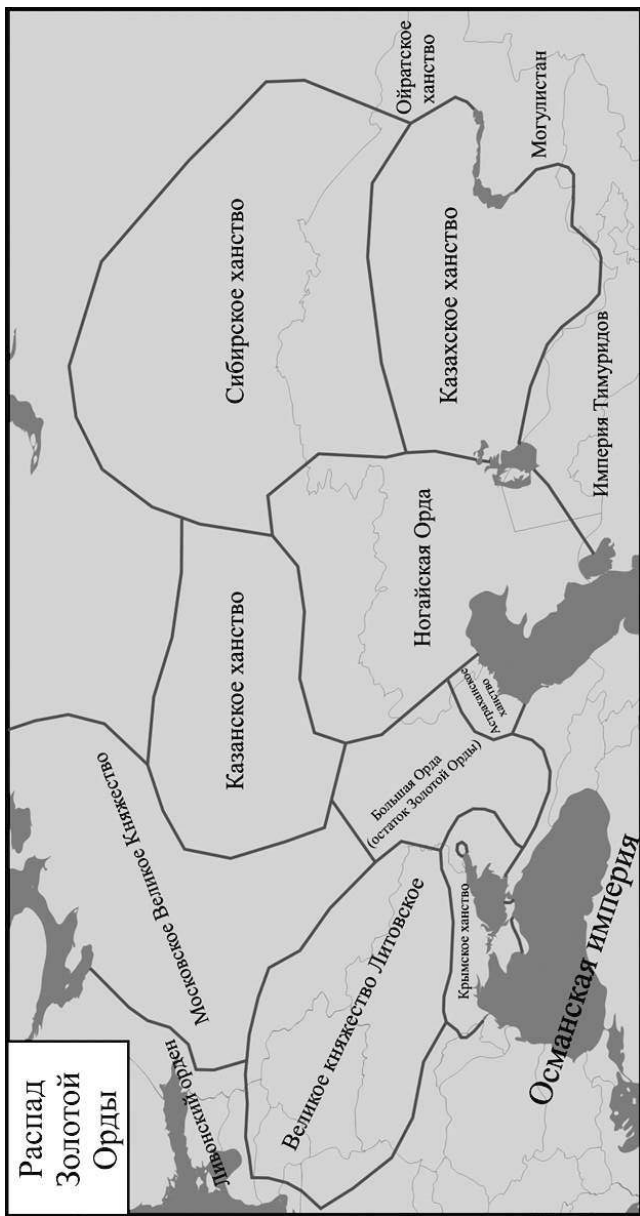 Распад
Золотой
Орды
Ливонский орден
Московское Великое Княжество
Великое княжество Литовское
Казанское ханство
Сибирское ханство
Ойратское
ханство
Ногайская Орда
Казахское ханство
Могулистан
Большая Орда
(остаток Золотой Орды)
Астраханское
ханство
Крымское ханство
Османская империя
Империя Тимуридов